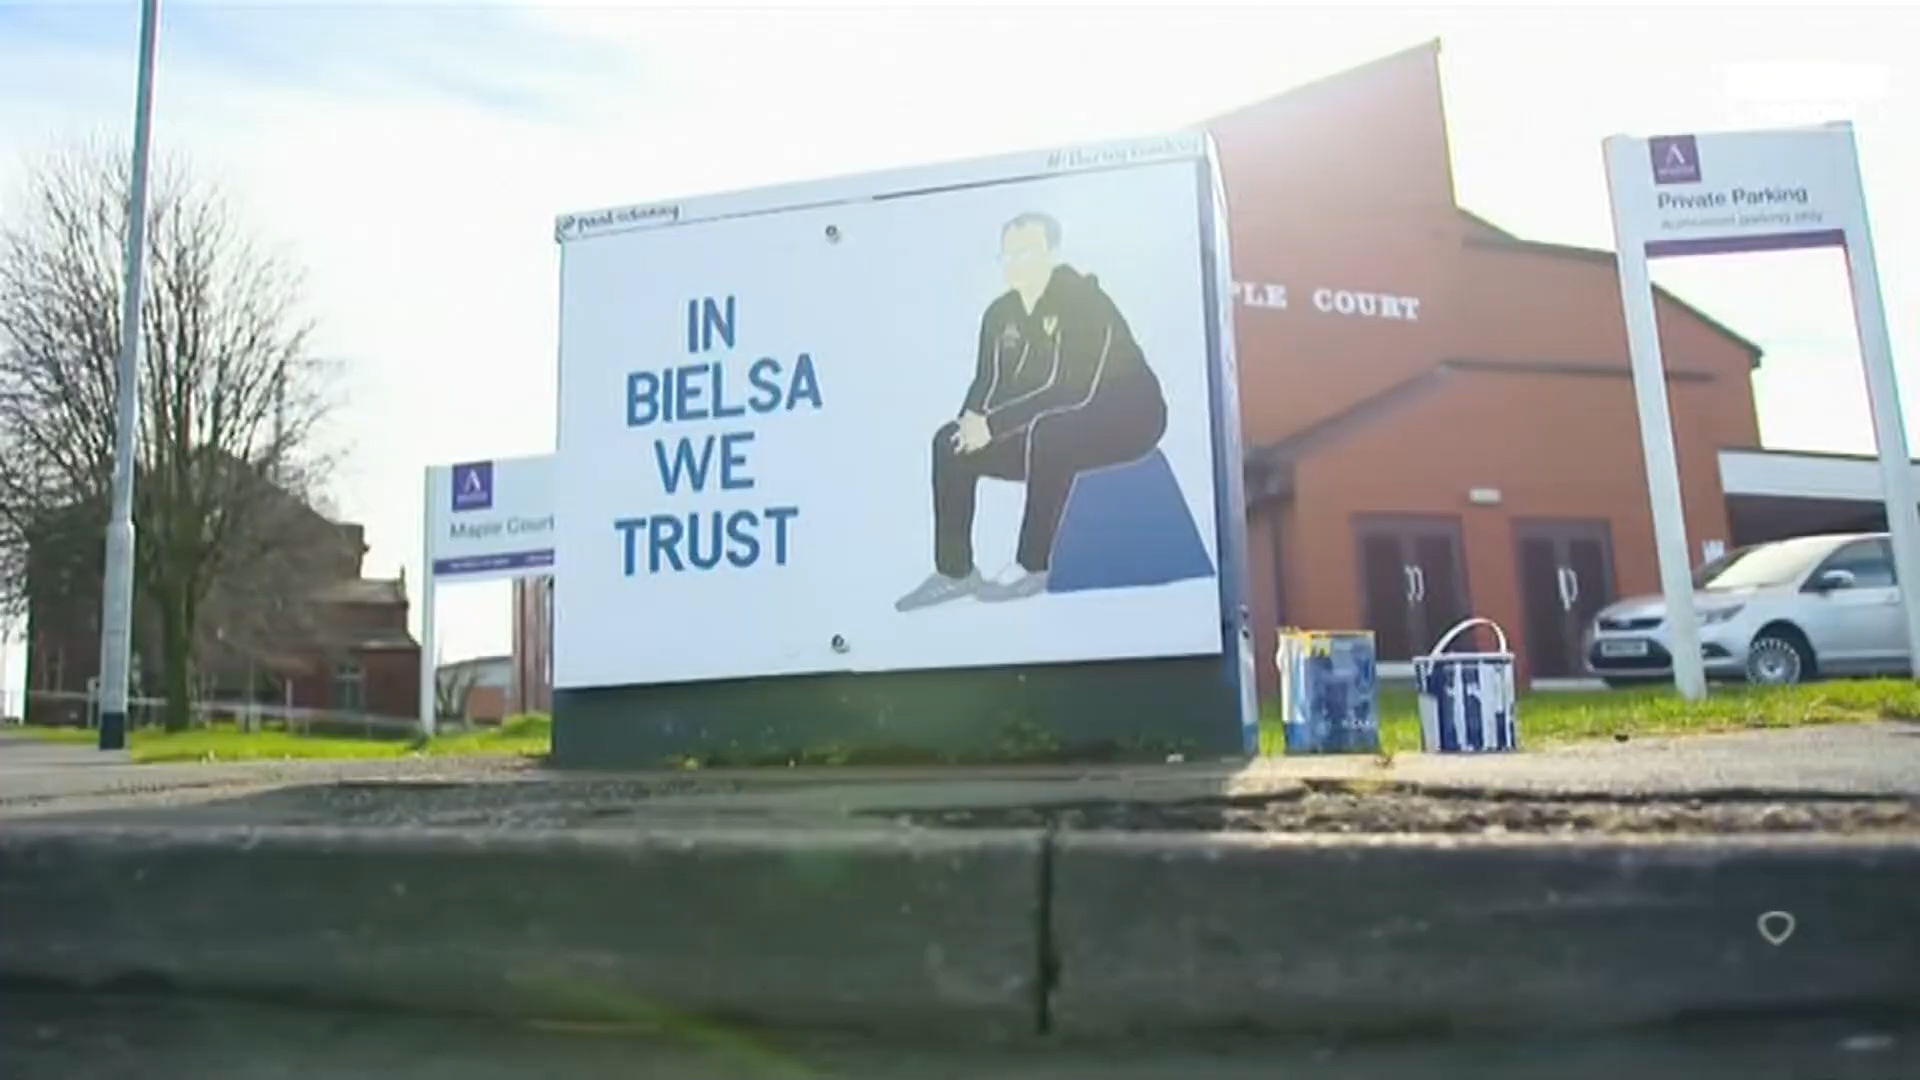 IN
BIELSA
WE
TRUST
PLE COURT
Private Parking
Maple Court